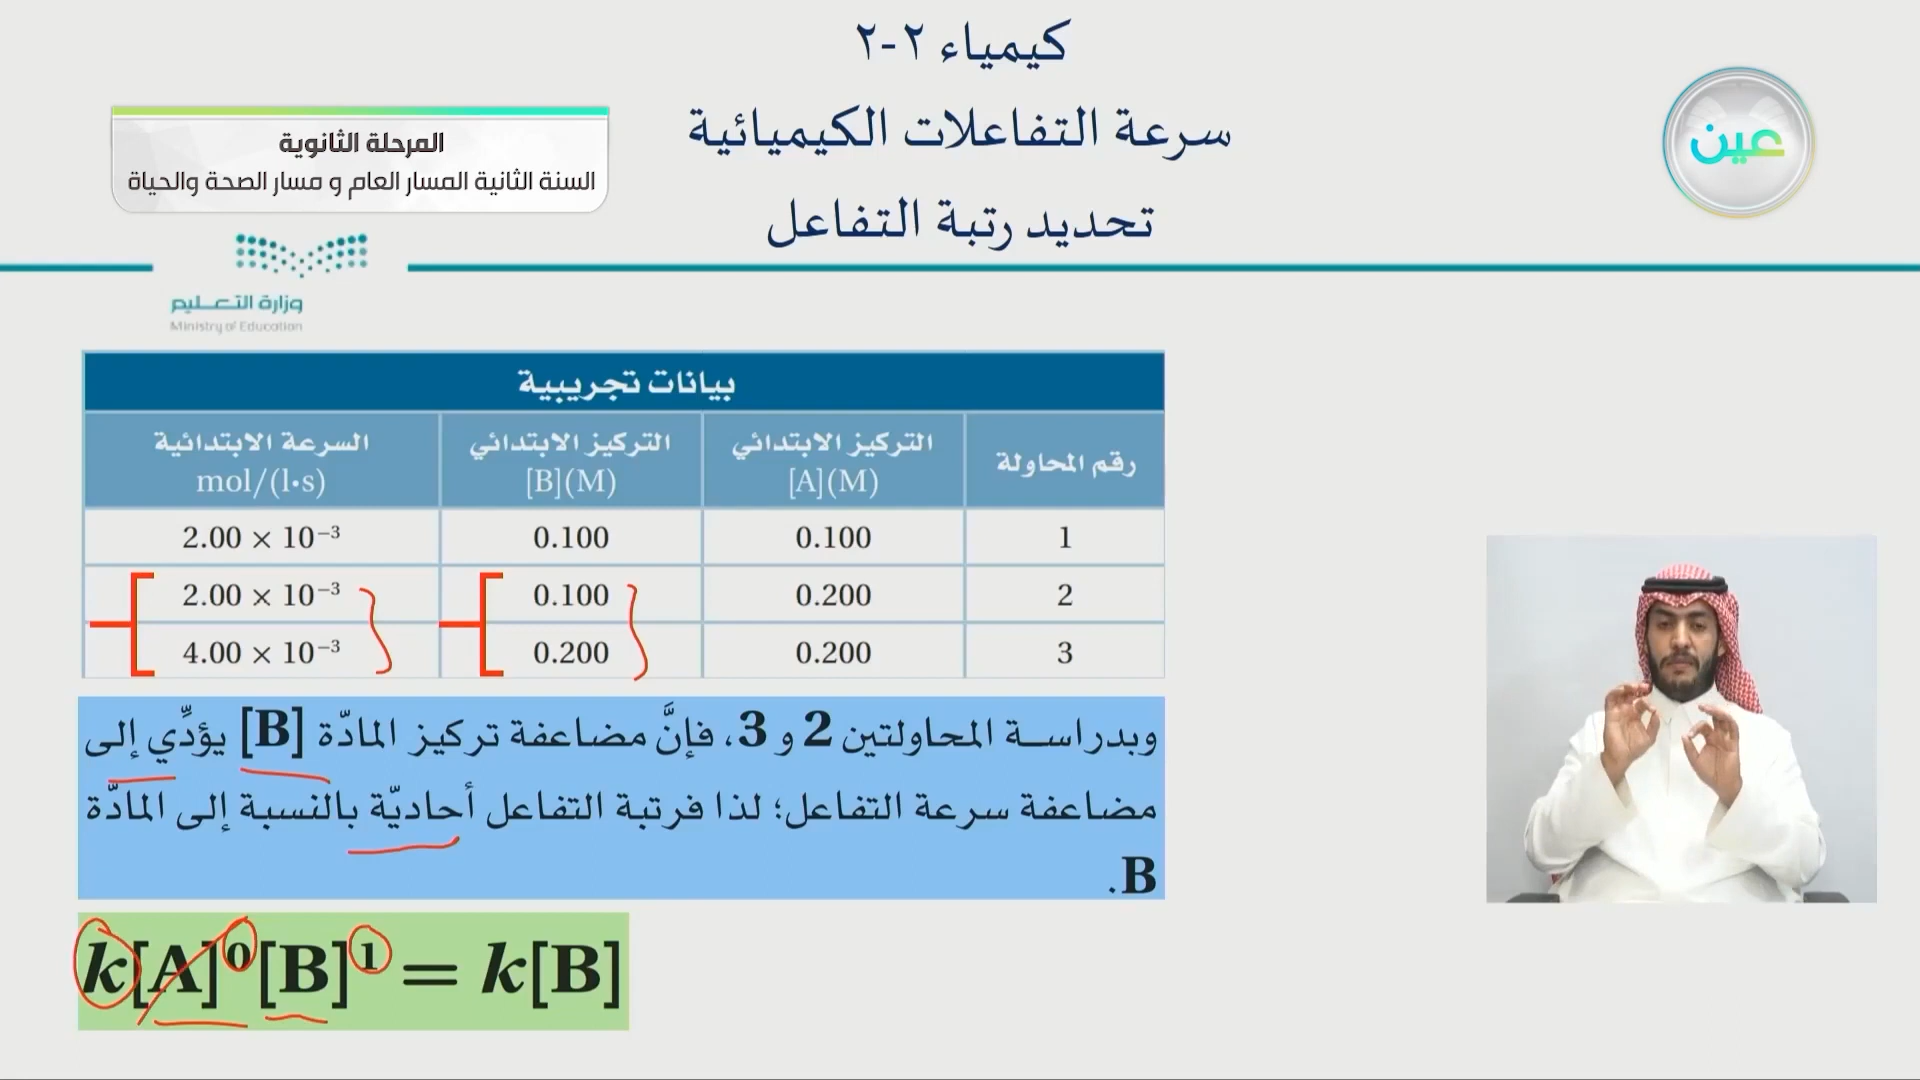 كيمياء ٢-٢
سرعة التفاعلات الكيميائية
تحديد رتبة التفاعل
عين
المرحلة الثانوية
السنة الثانية المسار العام و مسار الصحة والحياة
وزارة التعليم
Ministry of Education
بيانات تجريبية
رقم المحاولة
التركيز الابتدائي
[A](M)
التركيز الابتدائي
[B](M)
السرعة الابتدائية
mol/(l•s)
1 0.100 0.100 2.00 × 10⁻³
2 0.200 0.100 2.00 × 10⁻³
3 0.200 0.200 4.00 × 10⁻³
وبدراسة المحاولتين 2 و 3، فإنَّ مضاعفة تركيز المادّة [B] يؤدِّي إلى
مضاعفة سرعة التفاعل؛ لذا فرتبة التفاعل أحاديّة بالنسبة إلى المادّة
B.
k[A]⁰[B]¹ = k[B]